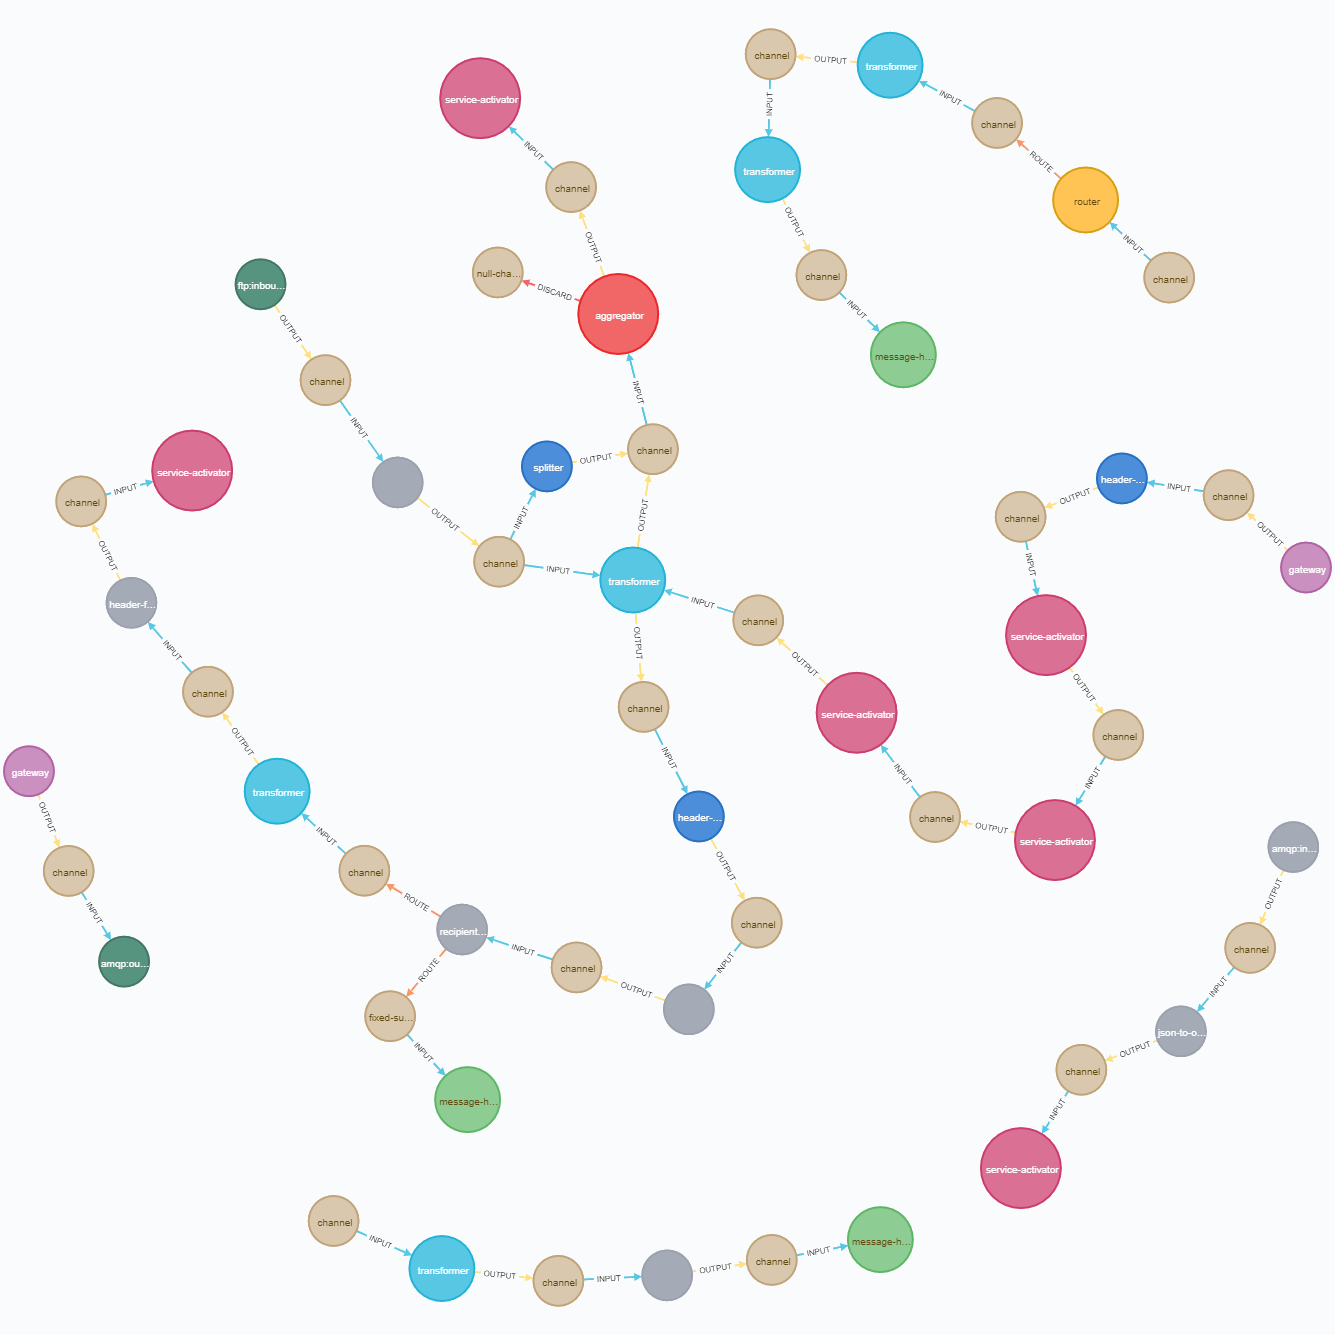 channel
OUTPUT
transformer
INPUT
channel
ROUTE
router
INPUT
channel
INPUT
transformer
OUTPUT
channel
INPUT
message-h...
service-activator
INPUT
channel
OUTPUT
null-cha...
DISCARD
aggregator
INPUT
channel
ftp:inbou...
OUTPUT
channel
INPUT
OUTPUT
channel
INPUT
splitter
OUTPUT
INPUT
transformer
OUTPUT
INPUT
channel
OUTPUT
service-activator
INPUT
channel
OUTPUT
service-activator
INPUT
channel
OUTPUT
service-activator
INPUT
channel
OUTPUT
header-...
INPUT
channel
OUTPUT
gateway
OUTPUT
channel
INPUT
header-...
OUTPUT
channel
INPUT
OUTPUT
channel
INPUT
recipient...
ROUTE
channel
INPUT
transformer
OUTPUT
channel
INPUT
header-f...
OUTPUT
channel
INPUT
service-activator
ROUTE
fixed-su...
INPUT
message-h...
gateway
OUTPUT
channel
INPUT
amqp:ou...
amqp:in...
OUTPUT
channel
INPUT
json-to-o...
OUTPUT
channel
INPUT
service-activator
channel
INPUT
transformer
OUTPUT
channel
INPUT
OUTPUT
channel
INPUT
message-h...